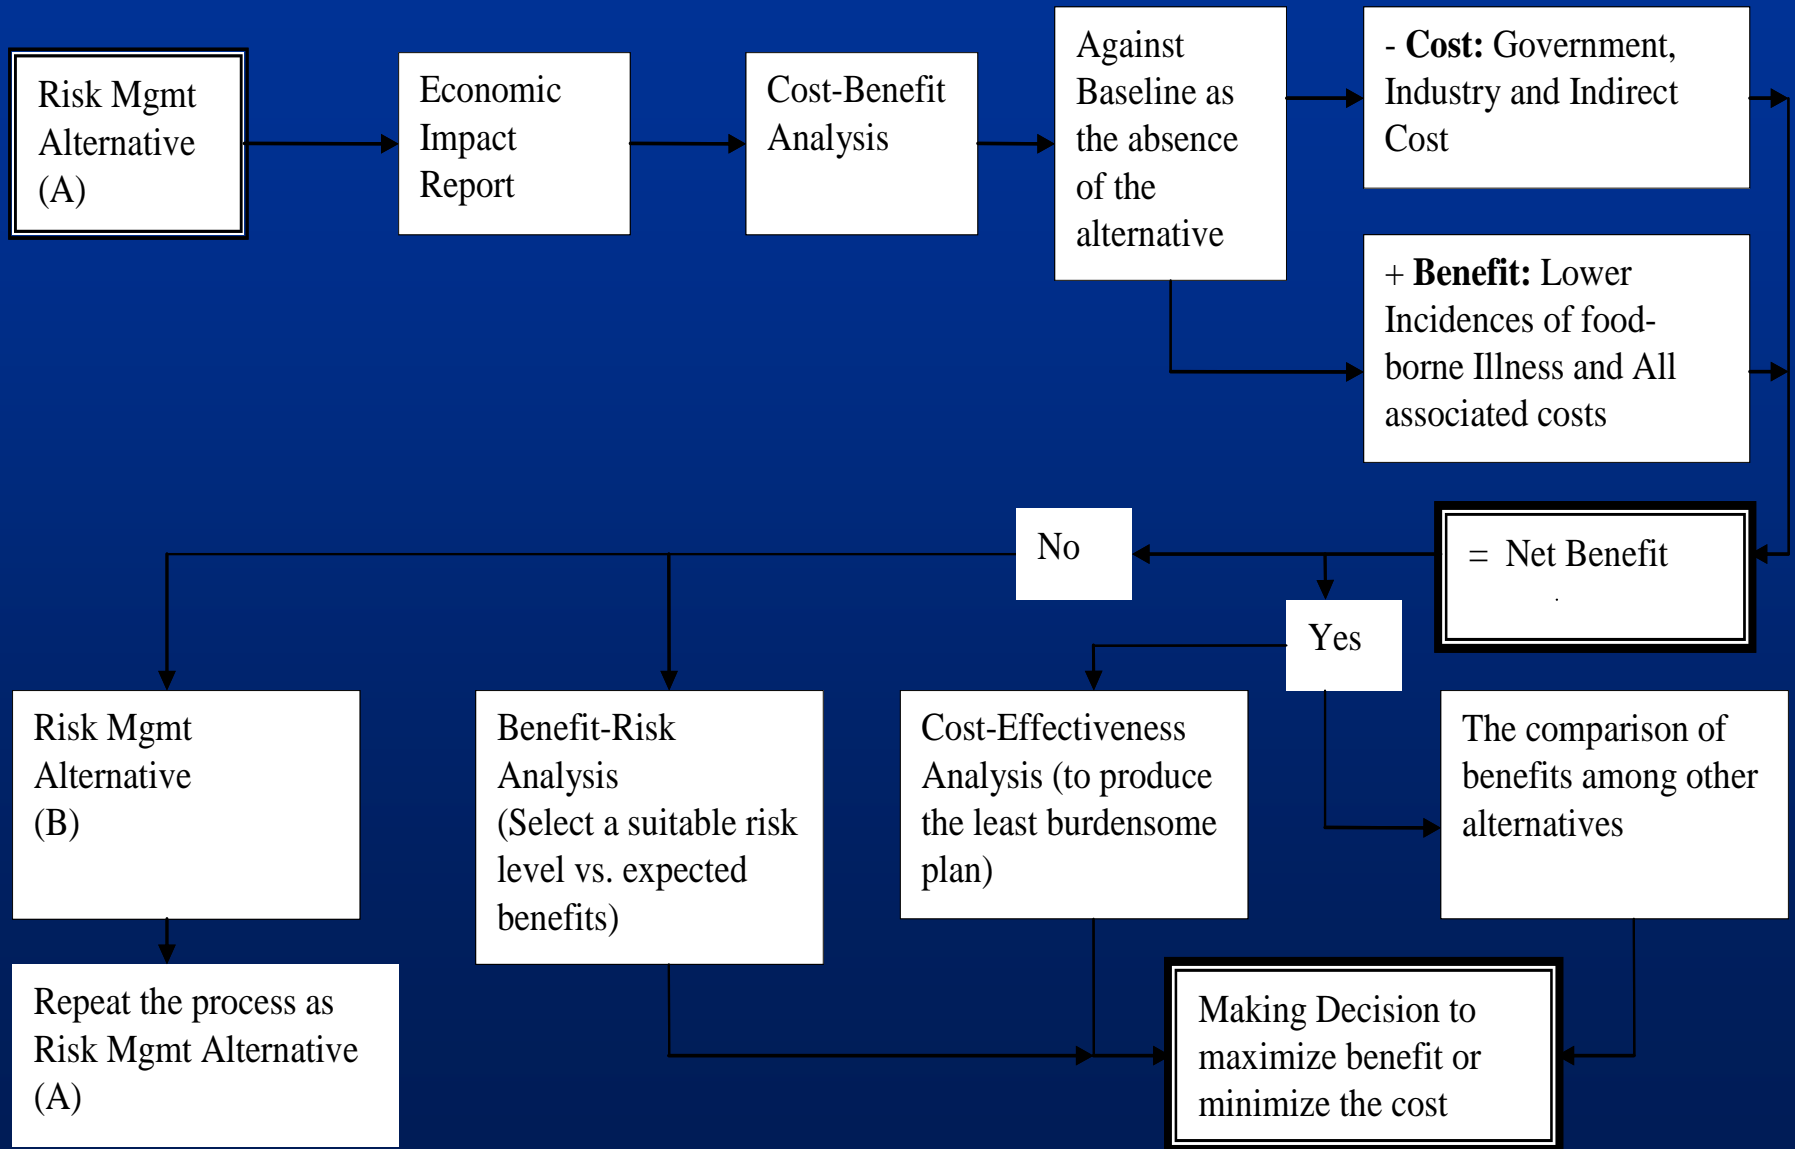 Risk Mgmt
Alternative
(A)
Economic
Impact
Report
Cost-Benefit
Analysis
Against
Baseline as
the absence
of the
alternative
- Cost: Government,
Industry and Indirect
Cost
+ Benefit: Lower
Incidences of food-
borne Illness and All
associated costs
= Net Benefit
No
Yes
Risk Mgmt
Alternative
(B)
Benefit-Risk
Analysis
(Select a suitable risk
level vs. expected
benefits)
Cost-Effectiveness
Analysis (to produce
the least burdensome
plan)
The comparison of
benefits among other
alternatives
Repeat the process as
Risk Mgmt Alternative
(A)
Making Decision to
maximize benefit or
minimize the cost